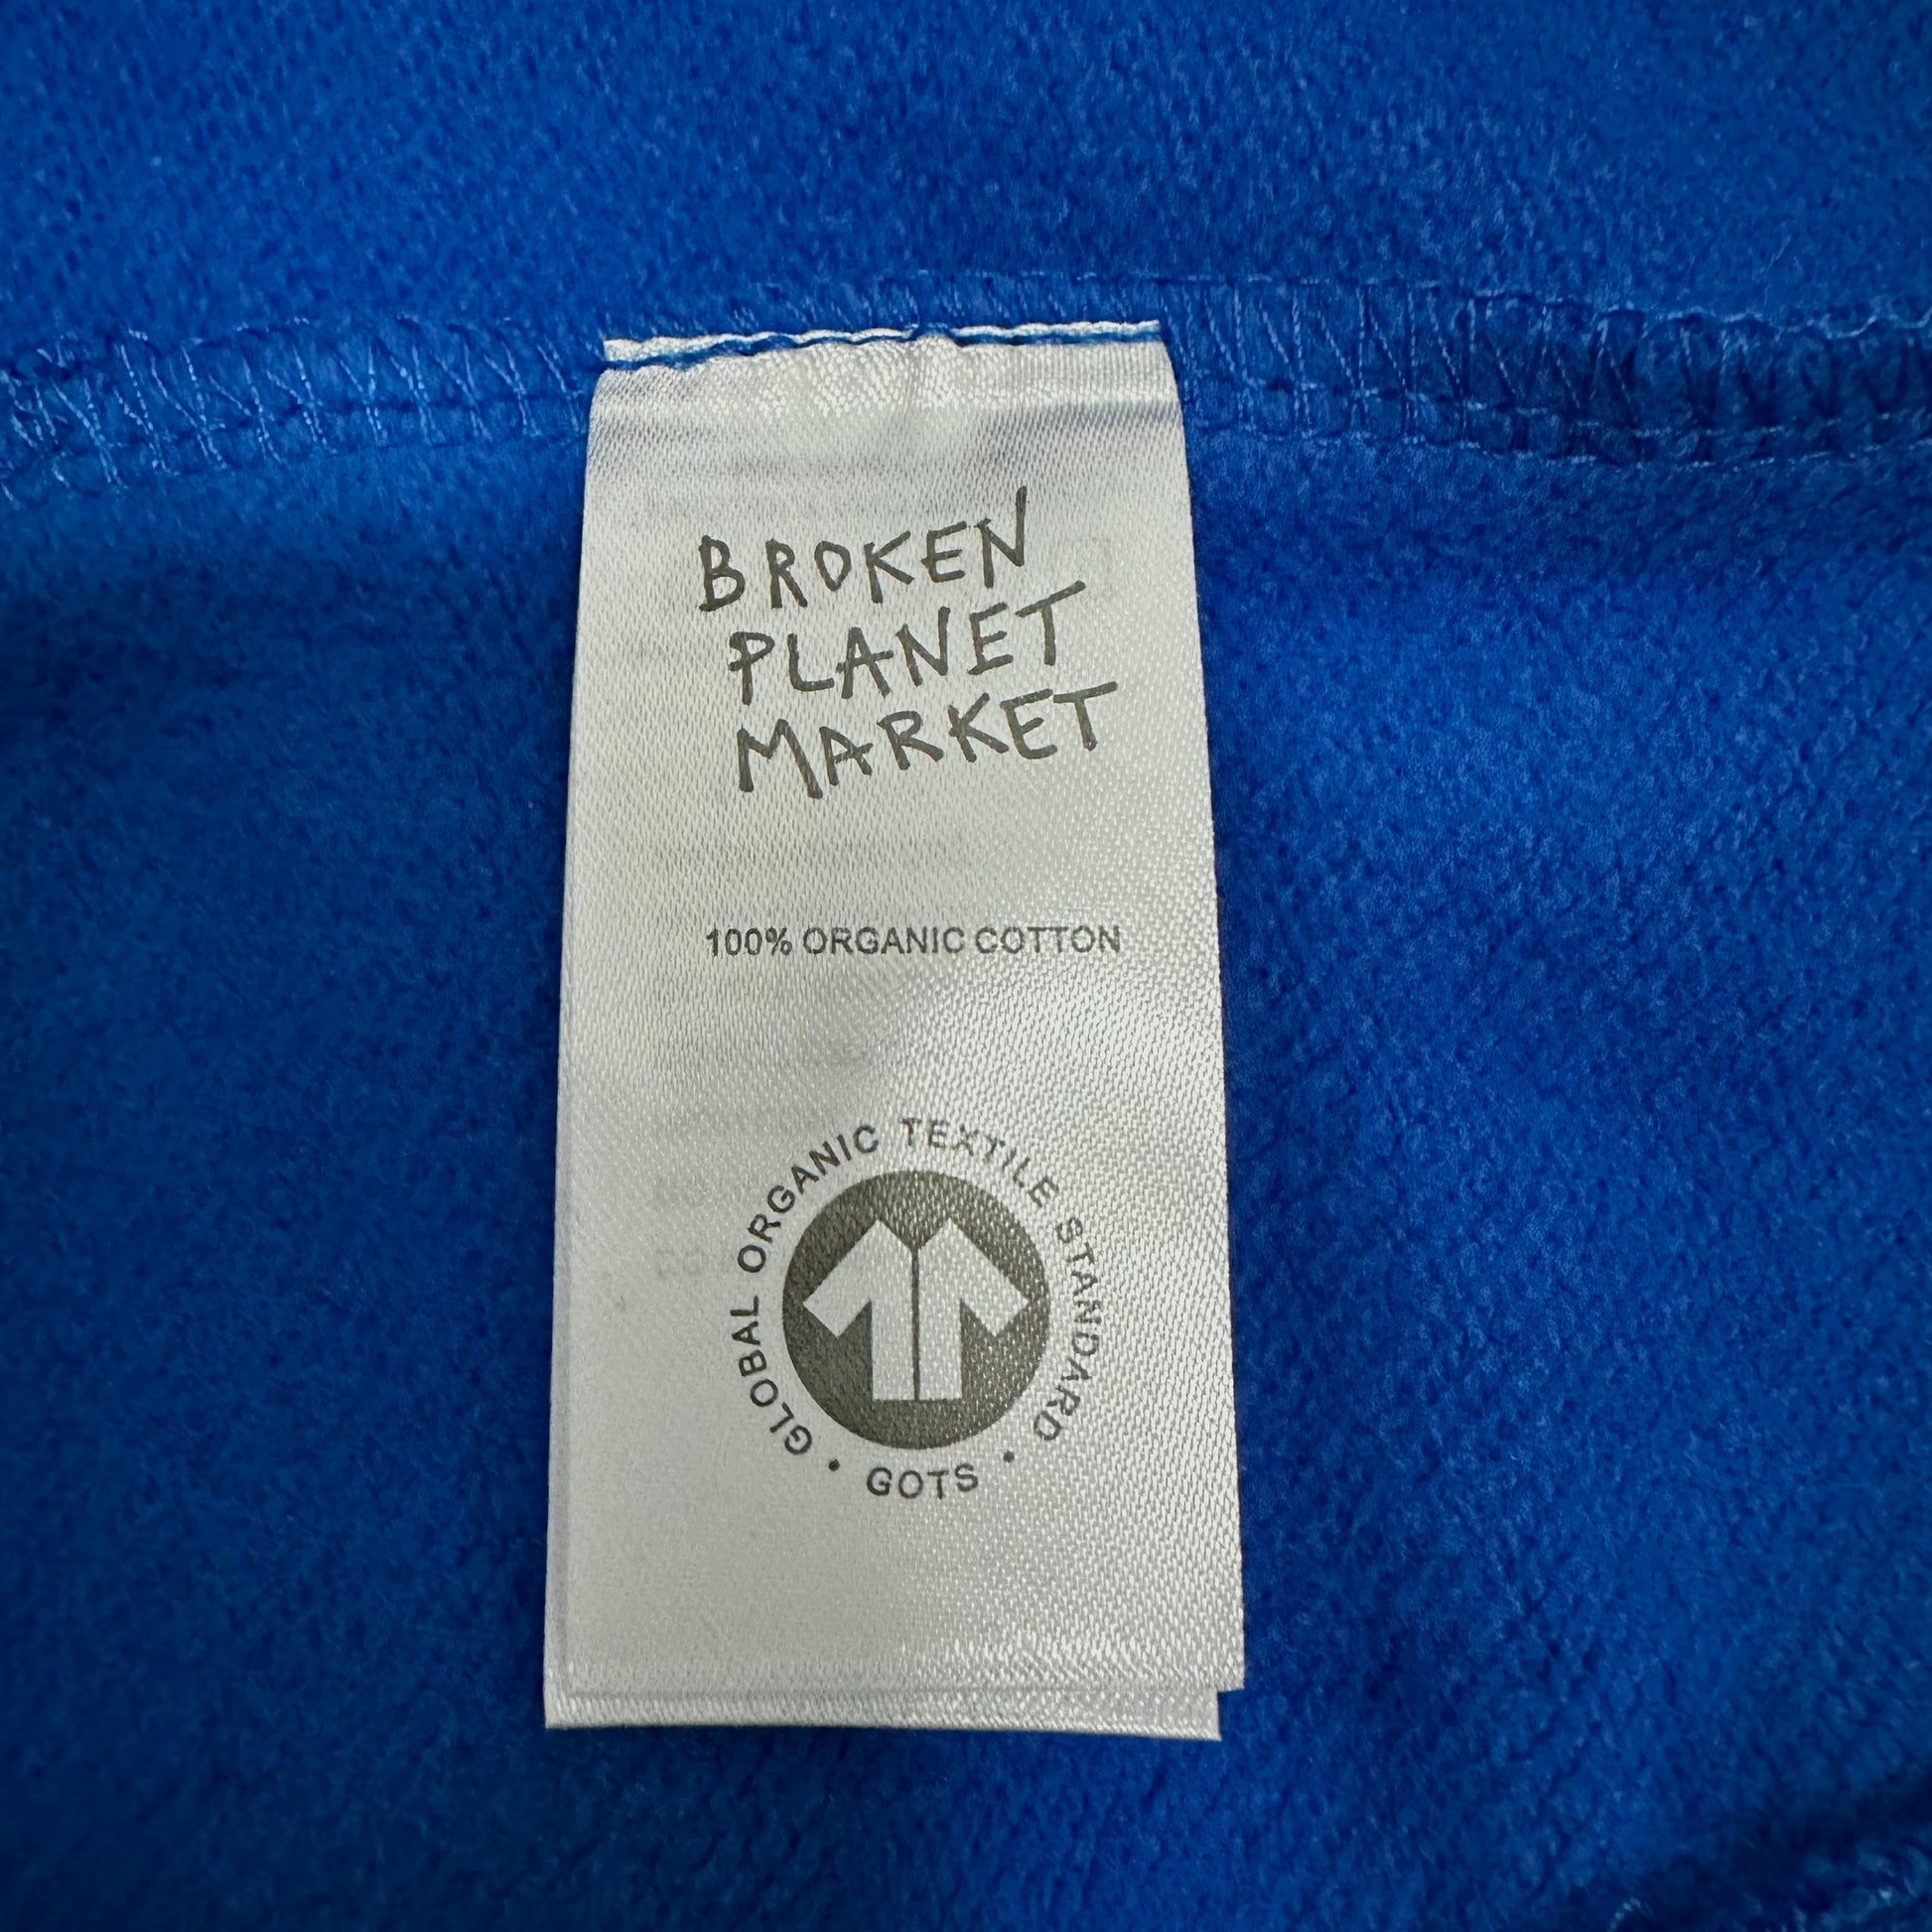 BROKEN
PLANET
MARKET
100% ORGANIC COTTON
GLOBAL ORGANIC TEXTILE STANDARD
• GOTS •